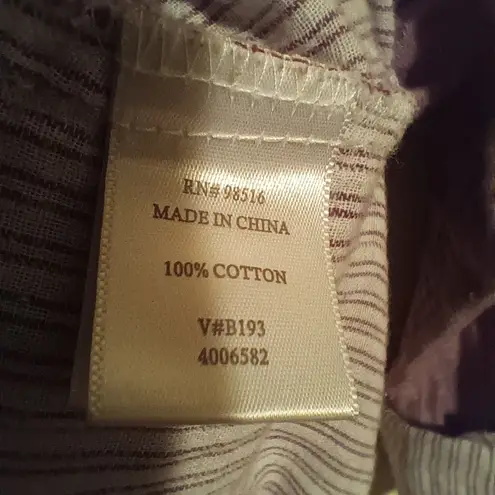 RN# 98516
MADE IN CHINA
100% COTTON
V#B193
4006582